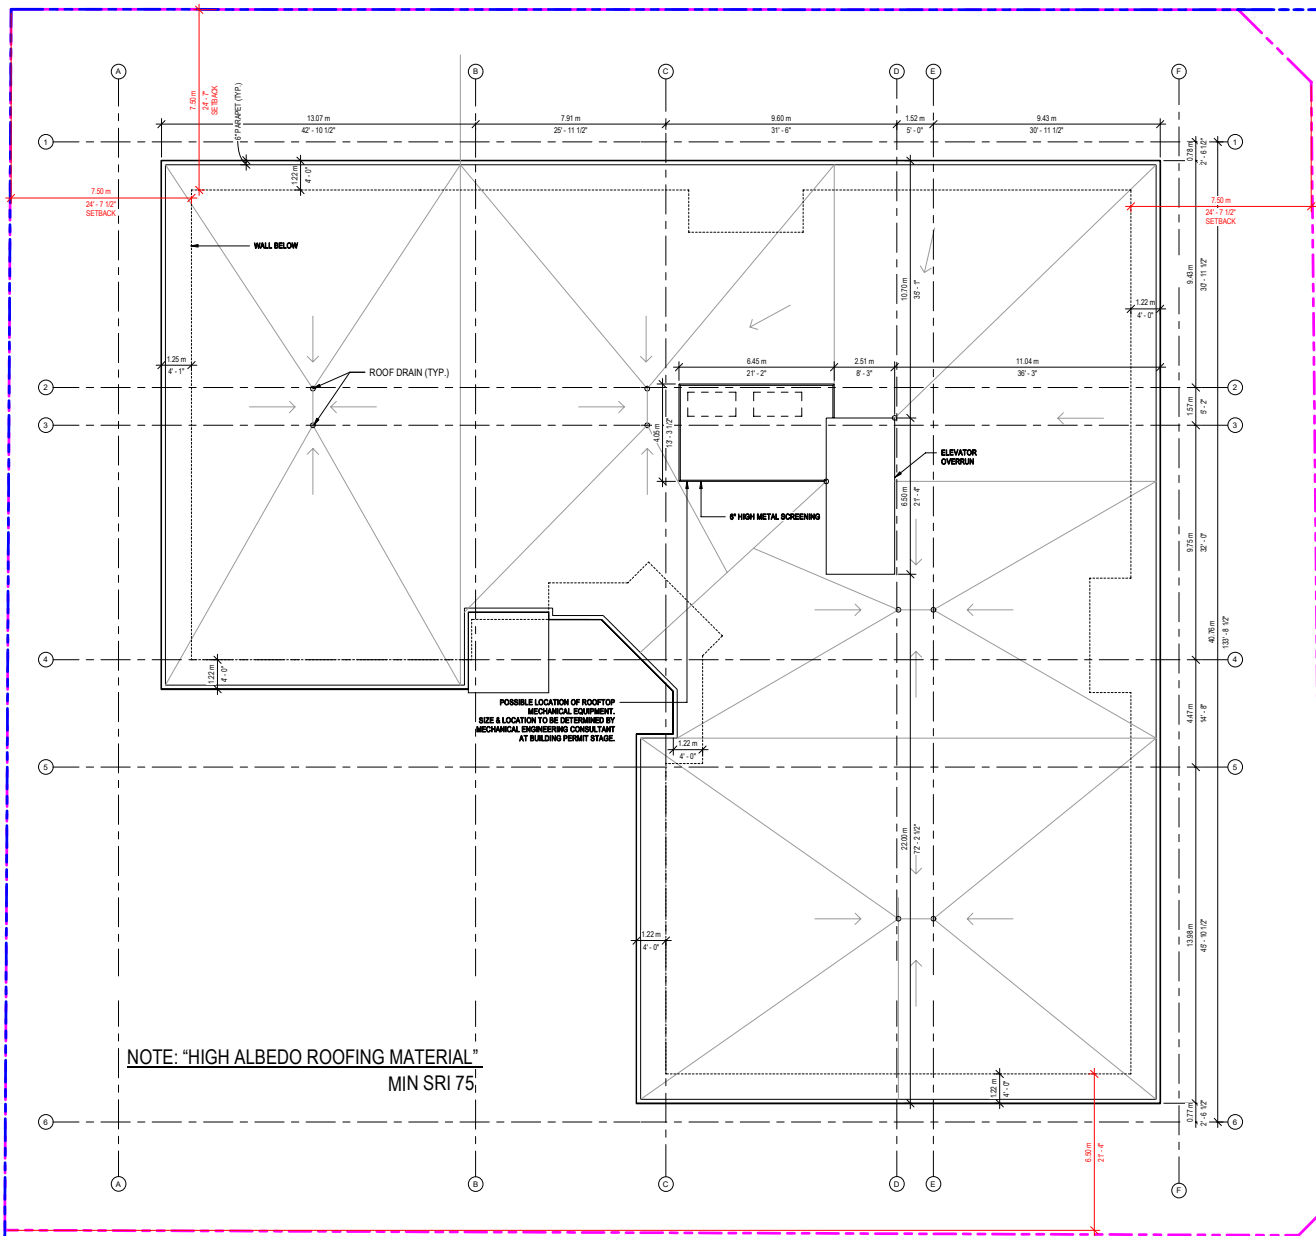 A
B
C
D
E
F
7.50 m
24' - 7"
SETBACK
6" PARAPET (TYP.)
13.07 m
42' - 10 1/2"
7.91 m
25' - 11 1/2"
9.60 m
31' - 6"
1.52 m
5' - 0"
9.43 m
30' - 11 1/2"
1
1
0.78 m
2' - 6 1/2"
1.22 m
4' - 0"
7.50 m
24' - 7 1/2"
SETBACK
7.50 m
24' - 7 1/2"
SETBACK
WALL BELOW
10.70 m
35' - 1"
9.43 m
30' - 11 1/2"
1.22 m
4' - 0"
1.25 m
4' - 1"
ROOF DRAIN (TYP.)
6.45 m
21' - 2"
2.51 m
8' - 3"
11.04 m
36' - 3"
2
2
1.57 m
5' - 2"
3
3
4.05 m
13' - 3 1/2"
ELEVATOR
OVERRUN
6.50 m
21' - 4"
6" HIGH METAL SCREENING
9.75 m
32' - 0"
40.76 m
133' - 8 1/2"
4
4
1.22 m
4' - 0"
POSSIBLE LOCATION OF ROOFTOP
MECHANICAL EQUIPMENT.
SIZE & LOCATION TO BE DETERMINED BY
MECHANICAL ENGINEERING CONSULTANT
AT BUILDING PERMIT STAGE.
4.47 m
14' - 8"
1.22 m
4' - 0"
5
5
22.00 m
72' - 2 1/2"
1.22 m
4' - 0"
13.98 m
45' - 10 1/2"
NOTE: “HIGH ALBEDO ROOFING MATERIAL”
MIN SRI 75
1.22 m
4' - 0"
0.77 m
2' - 6 1/2"
6
6
6.50 m
21' - 4"
A
B
C
D
E
F